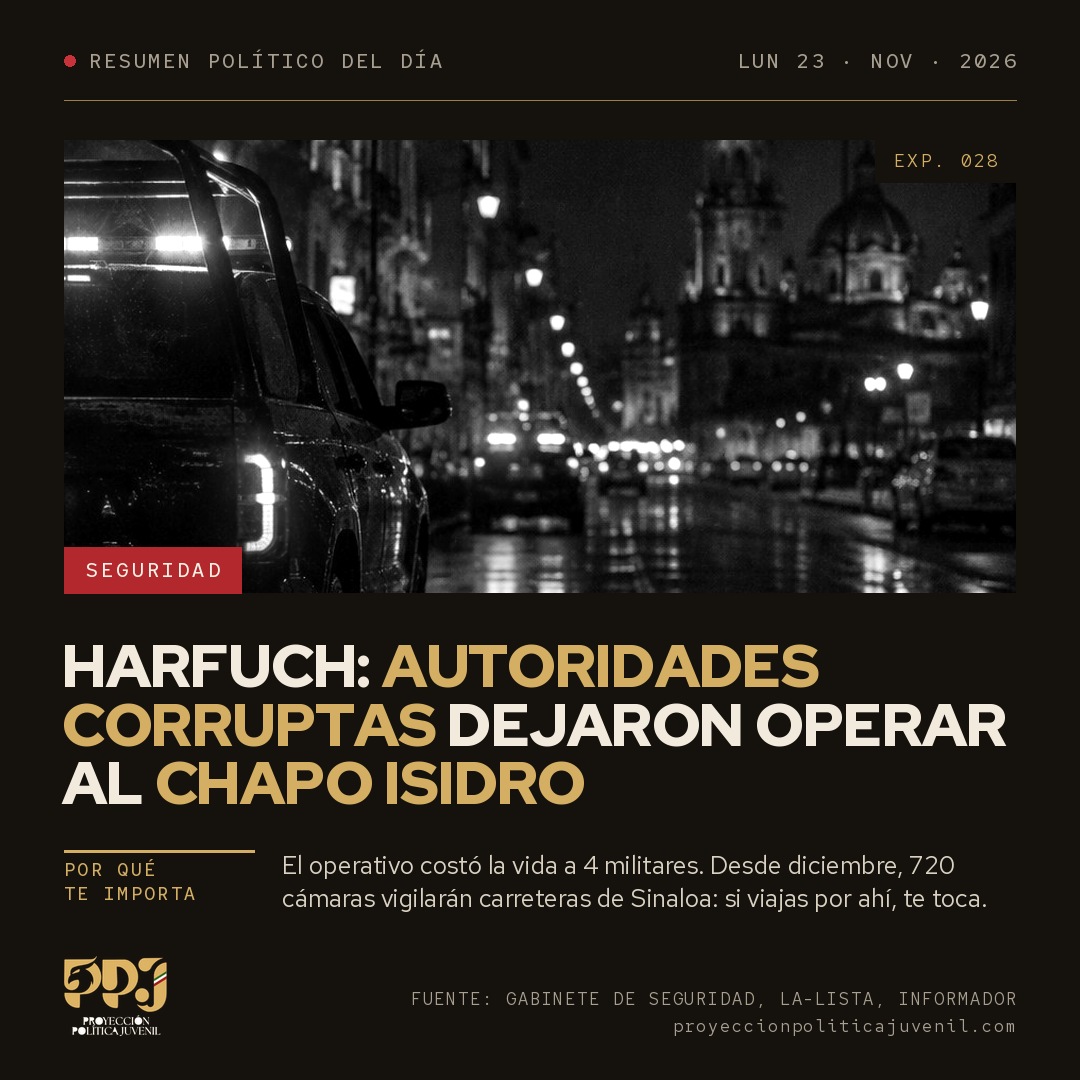 RESUMEN POLÍTICO DEL DÍA
LUN 23 · NOV · 2026
EXP. 028
SEGURIDAD
HARFUCH: AUTORIDADES
CORRUPTAS DEJARON OPERAR
AL CHAPO ISIDRO
POR QUÉ
TE IMPORTA
El operativo costó la vida a 4 militares. Desde diciembre, 720
cámaras vigilarán carreteras de Sinaloa: si viajas por ahí, te toca.
PPJ
PROYECCIÓN
POLÍTICA JUVENIL
FUENTE: GABINETE DE SEGURIDAD, LA-LISTA, INFORMADOR
proyeccionpoliticajuvenil.com